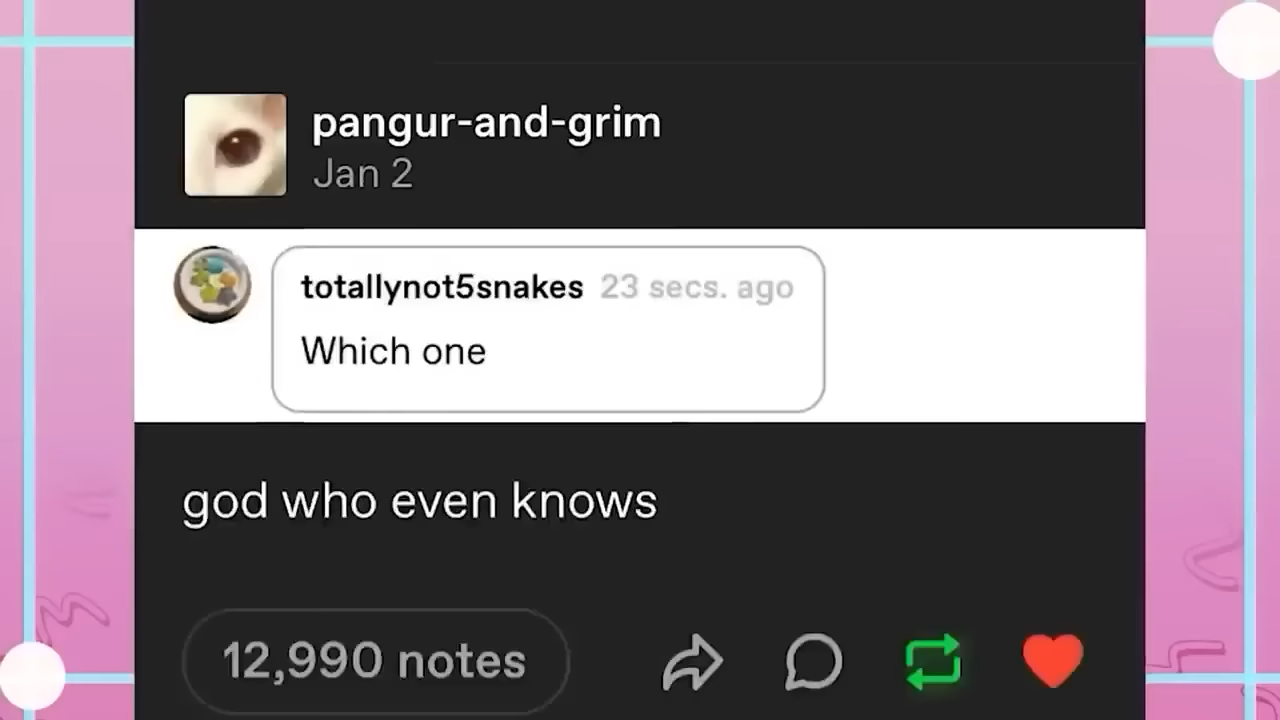 pangur-and-grim
Jan 2
totallynot5snakes 23 secs. ago
Which one
god who even knows
12,990 notes